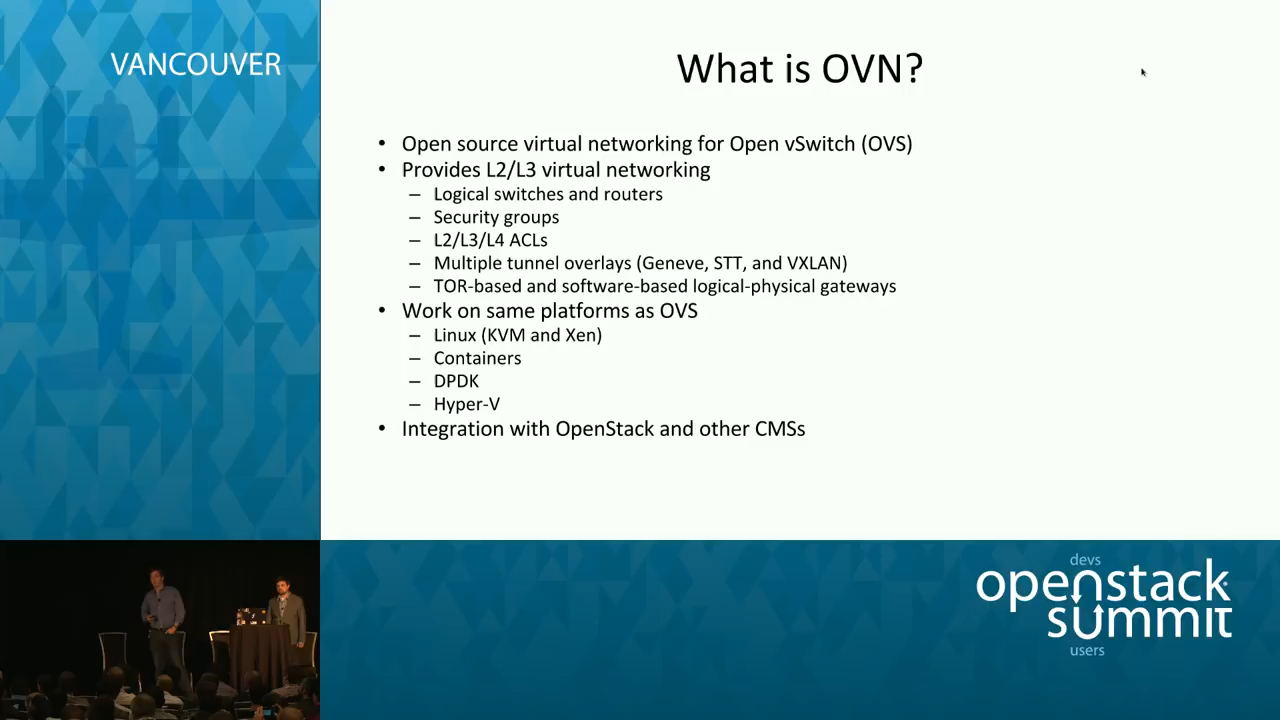 VANCOUVER
What is OVN?
• Open source virtual networking for Open vSwitch (OVS)
• Provides L2/L3 virtual networking
– Logical switches and routers
– Security groups
– L2/L3/L4 ACLs
– Multiple tunnel overlays (Geneve, STT, and VXLAN)
– TOR-based and software-based logical-physical gateways
• Work on same platforms as OVS
– Linux (KVM and Xen)
– Containers
– DPDK
– Hyper-V
• Integration with OpenStack and other CMSs
devs
openstack
summit
users